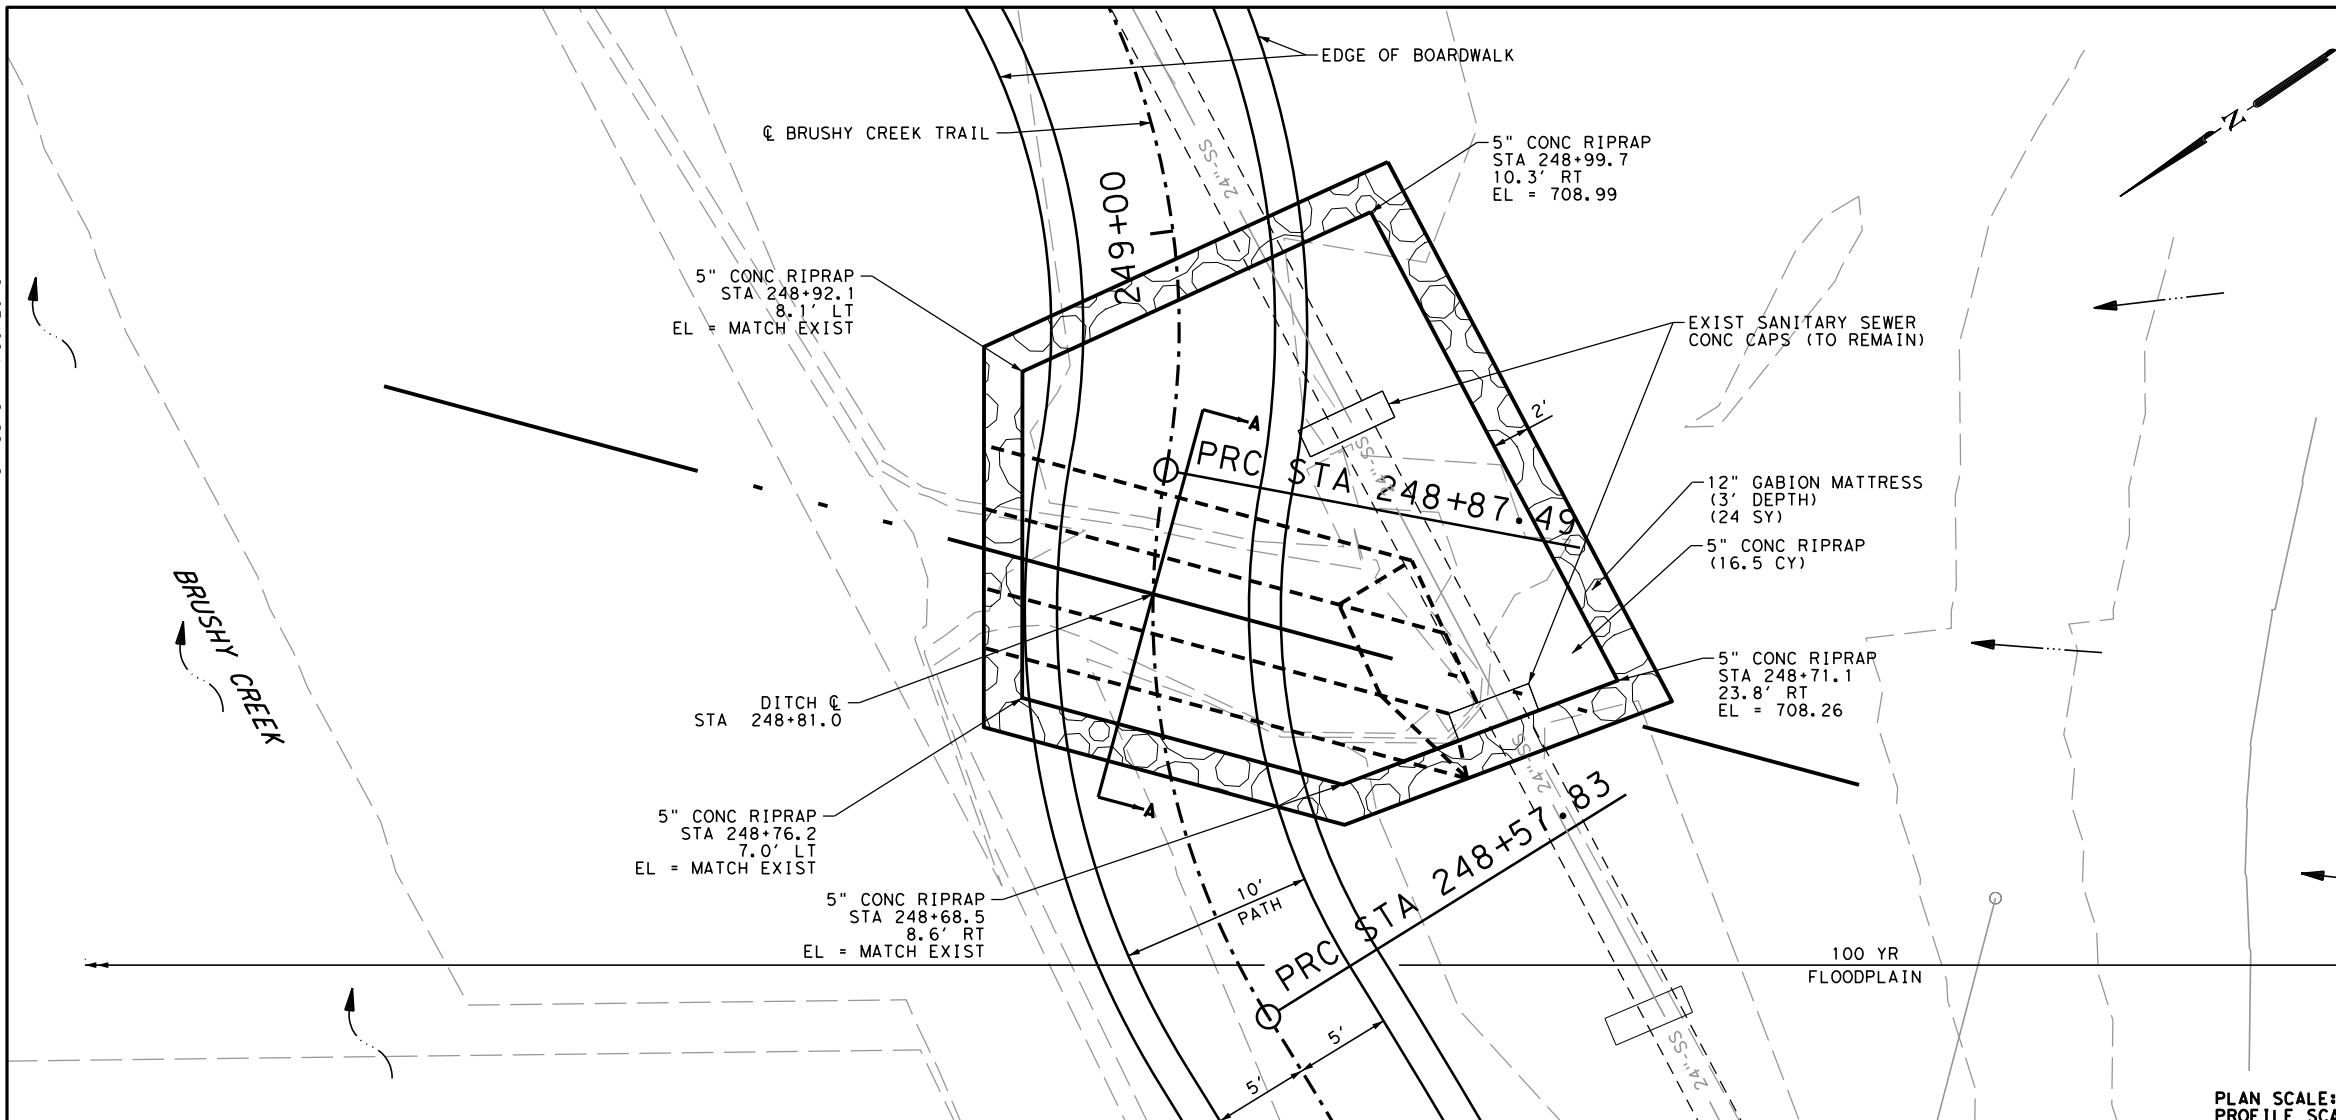 EDGE OF BOARDWALK
℄ BRUSHY CREEK TRAIL
N
24"-SS
5" CONC RIPRAP
STA 248+99.7
10.3' RT
EL = 708.99
249+00
5" CONC RIPRAP
STA 248+92.1
8.1' LT
EL = MATCH EXIST
EXIST SANITARY SEWER
CONC CAPS (TO REMAIN)
2'
A
PRC STA 248+87.49
24"-SS
12" GABION MATTRESS
(3' DEPTH)
(24 SY)
5" CONC RIPRAP
(16.5 CY)
BRUSHY CREEK
5" CONC RIPRAP
STA 248+71.1
23.8' RT
EL = 708.26
DITCH ℄
STA 248+81.0
24"-SS
A
5" CONC RIPRAP
STA 248+76.2
7.0' LT
EL = MATCH EXIST
PRC STA 248+57.83
5" CONC RIPRAP
STA 248+68.5
8.6' RT
EL = MATCH EXIST
10'
PATH
100 YR
FLOODPLAIN
5'
5'
24"-SS
PLAN SCALE:
PROFILE SCA